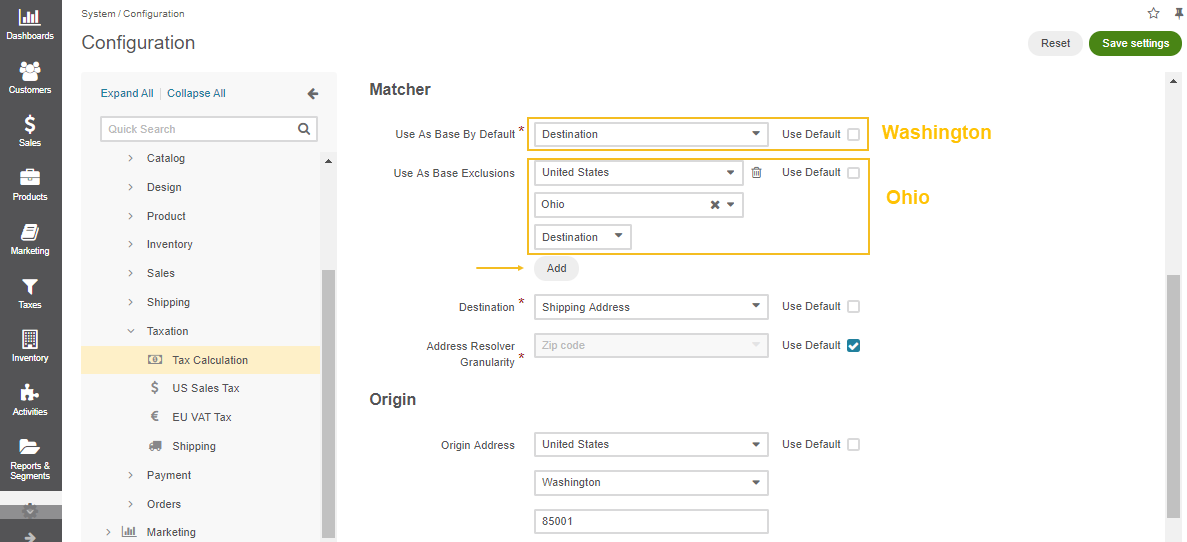 Dashboards
Customers
Sales
Products
Marketing
Taxes
Inventory
Activities
Reports &
Segments
System / Configuration
Configuration
Reset
Save settings
Expand All | Collapse All
Quick Search
Catalog
Design
Product
Inventory
Sales
Shipping
Taxation
Tax Calculation
$ US Sales Tax
€ EU VAT Tax
Shipping
Payment
Orders
Marketing
Matcher
Use As Base By Default * Destination Use Default Washington
Use As Base Exclusions United States Use Default
Ohio Ohio
Destination
Add
Destination * Shipping Address Use Default
Address Resolver Zip code Use Default
Granularity *
Origin
Origin Address United States Use Default
Washington
85001